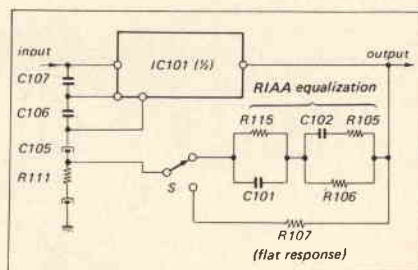 input
output
C107
IC101 (½)
RIAA equalization
C106
R115
C102
R105
C105
R111
S
C101
R106
R107
(flat response)